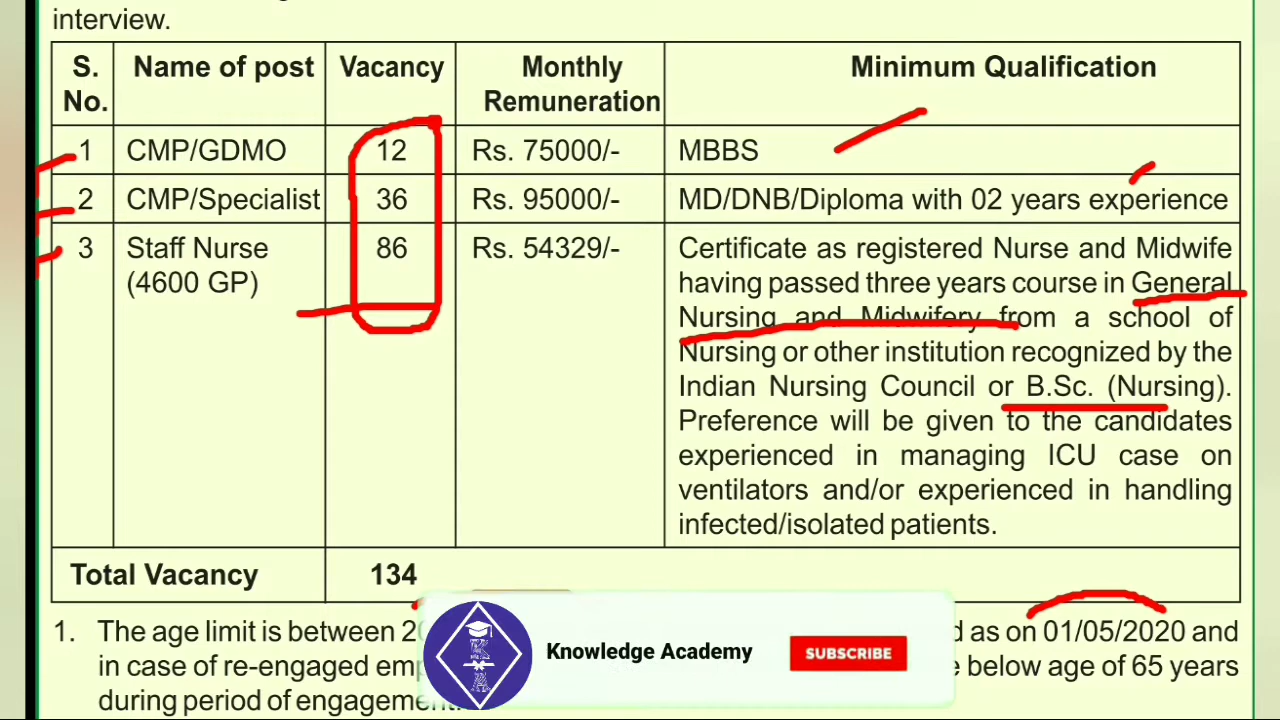 interview.
S. No. Name of post Vacancy Monthly Remuneration Minimum Qualification
1 CMP/GDMO 12 Rs. 75000/- MBBS
2 CMP/Specialist 36 Rs. 95000/- MD/DNB/Diploma with 02 years experience
3 Staff Nurse (4600 GP) 86 Rs. 54329/- Certificate as registered Nurse and Midwife
having passed three years course in General
Nursing and Midwifery from a school of
Nursing or other institution recognized by the
Indian Nursing Council or B.Sc. (Nursing).
Preference will be given to the candidates
experienced in managing ICU case on
ventilators and/or experienced in handling
infected/isolated patients.
Total Vacancy 134
1. The age limit is between as on 01/05/2020 and
in case of re-engaged below age of 65 years
during period of engagement.
Knowledge Academy SUBSCRIBE